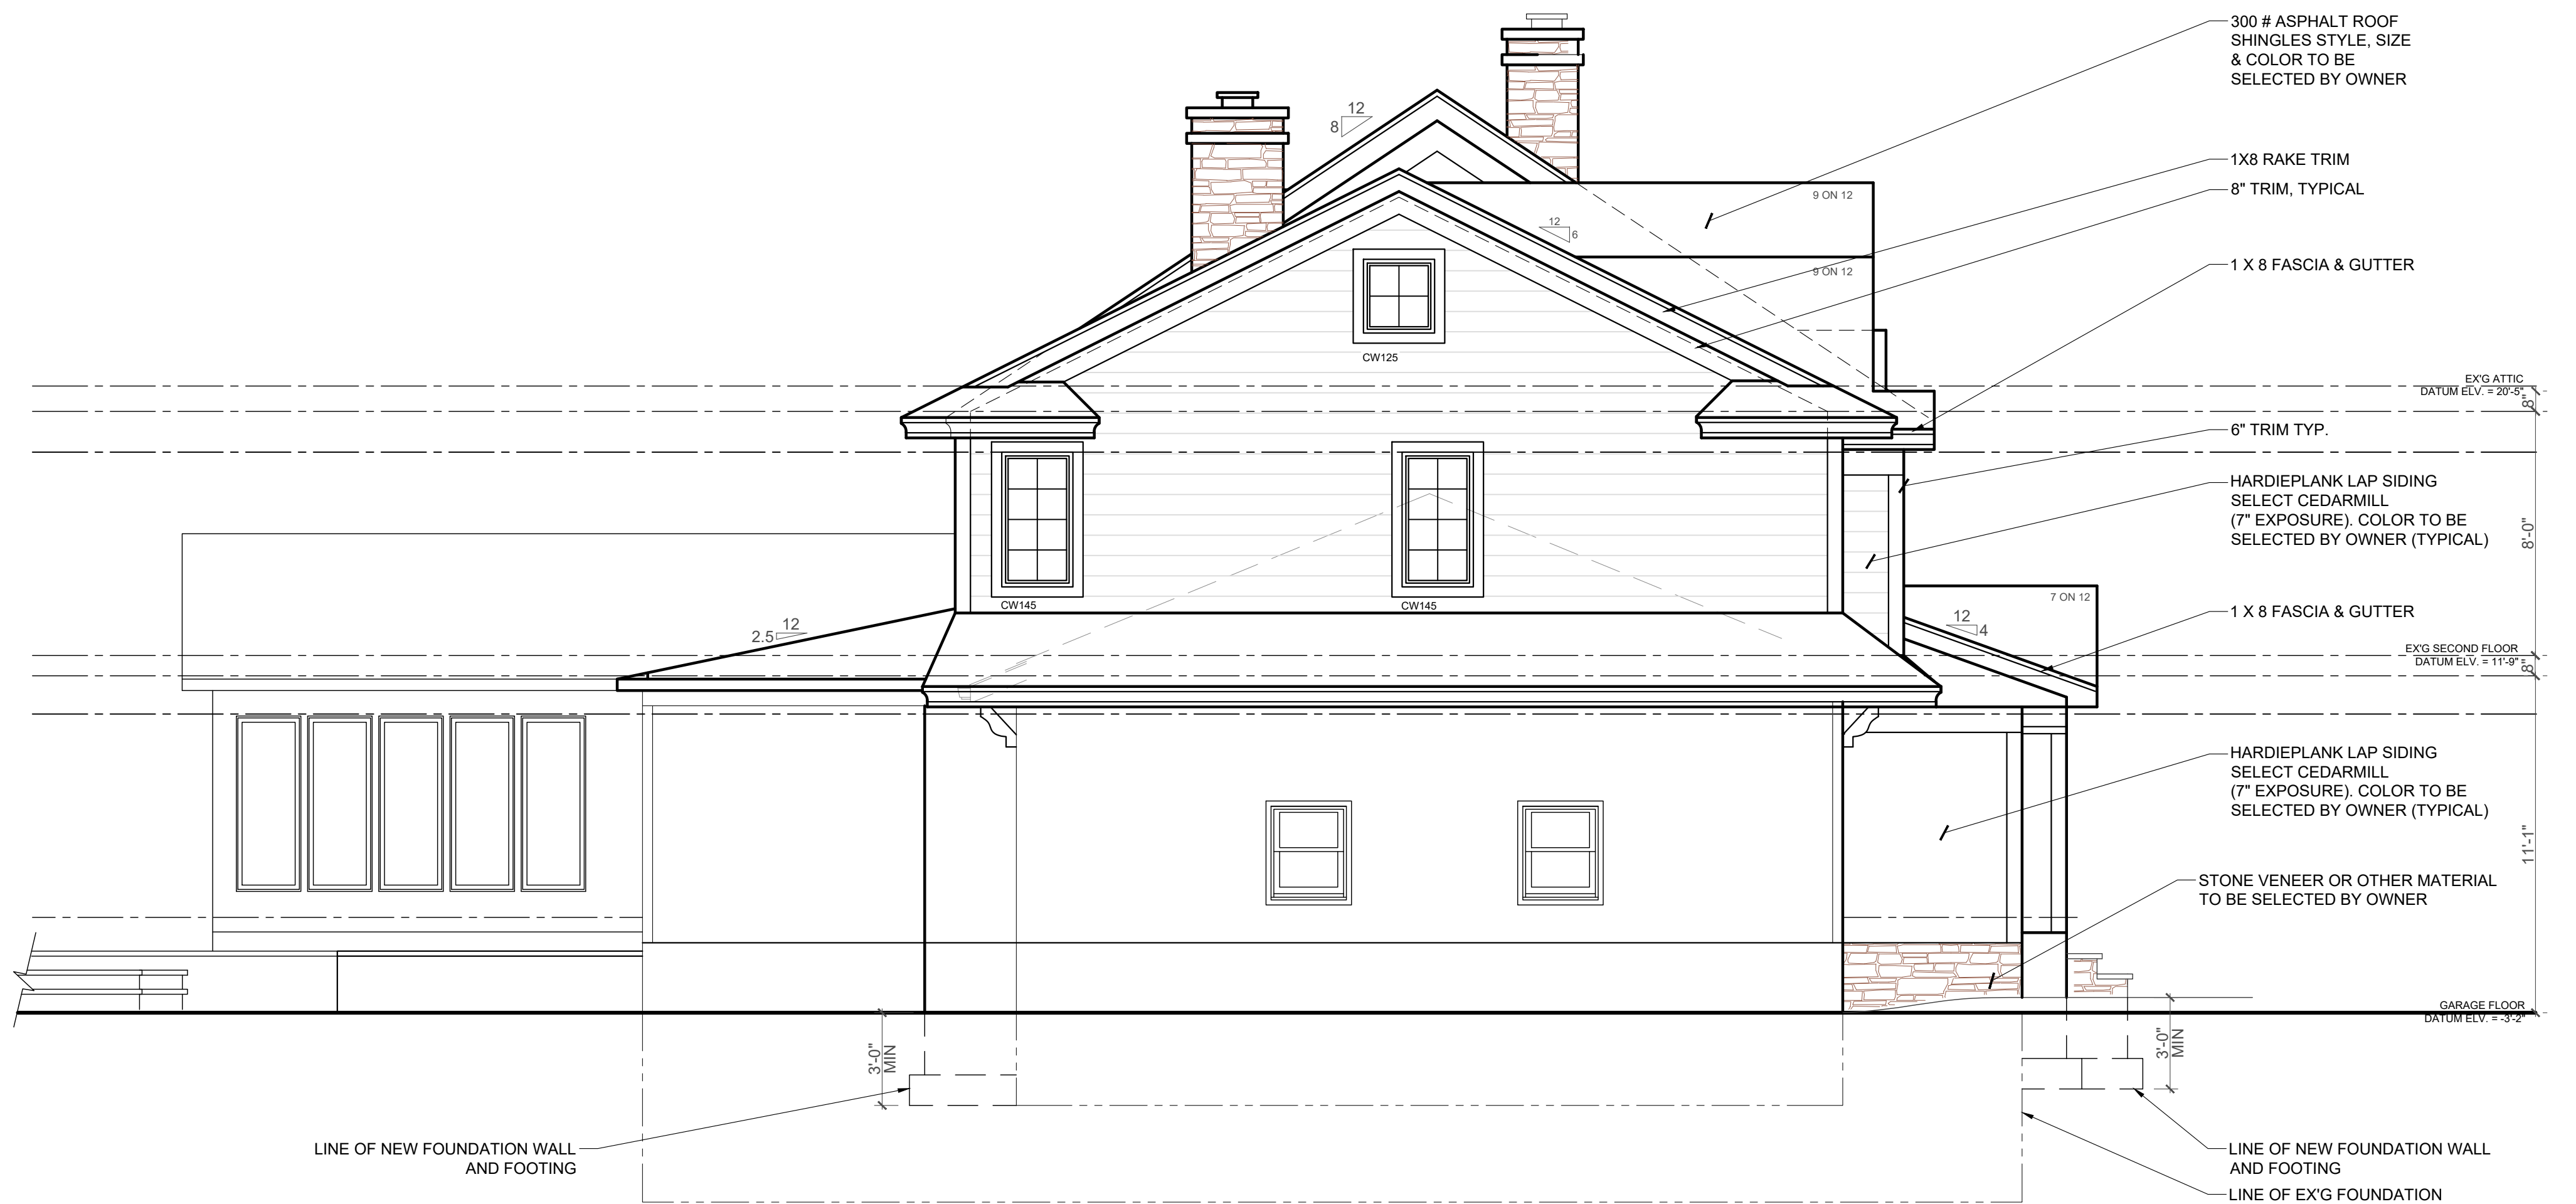 300 # ASPHALT ROOF
SHINGLES STYLE, SIZE
& COLOR TO BE
SELECTED BY OWNER
12
8
1X8 RAKE TRIM
8" TRIM, TYPICAL
9 ON 12
12
6
1 X 8 FASCIA & GUTTER
9 ON 12
CW125
EX'G ATTIC
DATUM ELV. = 20'-5"
8"
6" TRIM TYP.
HARDIEPLANK LAP SIDING
SELECT CEDARMILL
(7" EXPOSURE). COLOR TO BE
SELECTED BY OWNER (TYPICAL)
8'-0"
CW145
CW145
7 ON 12
12
2.5
12
4
1 X 8 FASCIA & GUTTER
EX'G SECOND FLOOR
DATUM ELV. = 11'-9"
8"
HARDIEPLANK LAP SIDING
SELECT CEDARMILL
(7" EXPOSURE). COLOR TO BE
SELECTED BY OWNER (TYPICAL)
11'-1"
STONE VENEER OR OTHER MATERIAL
TO BE SELECTED BY OWNER
GARAGE FLOOR
DATUM ELV. = -3'-2"
3'-0"
MIN
3'-0"
MIN
LINE OF NEW FOUNDATION WALL
AND FOOTING
LINE OF NEW FOUNDATION WALL
AND FOOTING
LINE OF EX'G FOUNDATION